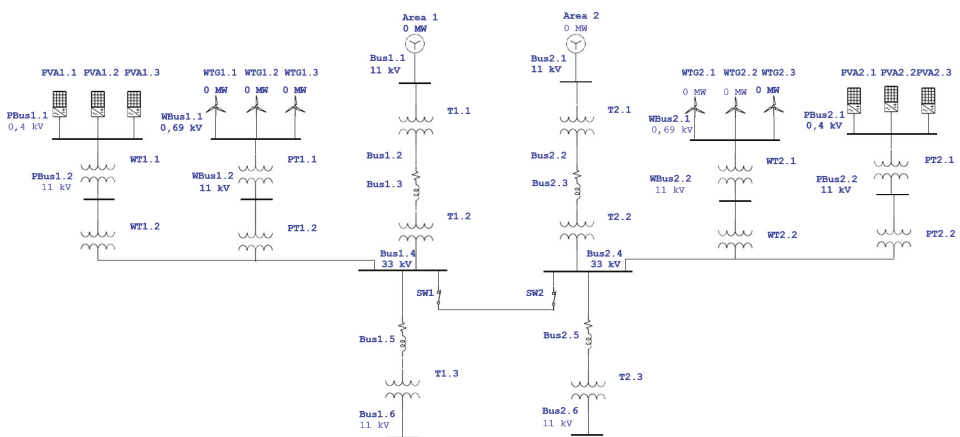 Area 1
0 MW
Area 2
0 MW
Bus1.1
11 kV
Bus2.1
11 kV
PVA1.1 PVA1.2 PVA1.3
WTG1.1 WTG1.2 WTG1.3
0 MW 0 MW 0 MW
WTG2.1 WTG2.2 WTG2.3
0 MW 0 MW 0 MW
PVA2.1 PVA2.2 PVA2.3
PBus1.1
0,4 kV
WBus1.1
0,69 kV
T1.1
T2.1
WBus2.1
0,69 kV
PBus2.1
0,4 kV
WT1.1
PT1.1
Bus1.2
Bus2.2
WT2.1
PT2.1
PBus1.2
11 kV
WBus1.2
11 kV
Bus1.3
Bus2.3
WBus2.2
11 kV
PBus2.2
11 kV
WT1.2
PT1.2
T1.2
T2.2
WT2.2
PT2.2
Bus1.4
33 kV
Bus2.4
33 kV
SW1
SW2
Bus1.5
Bus2.5
T1.3
T2.3
Bus1.6
11 kV
Bus2.6
11 kV